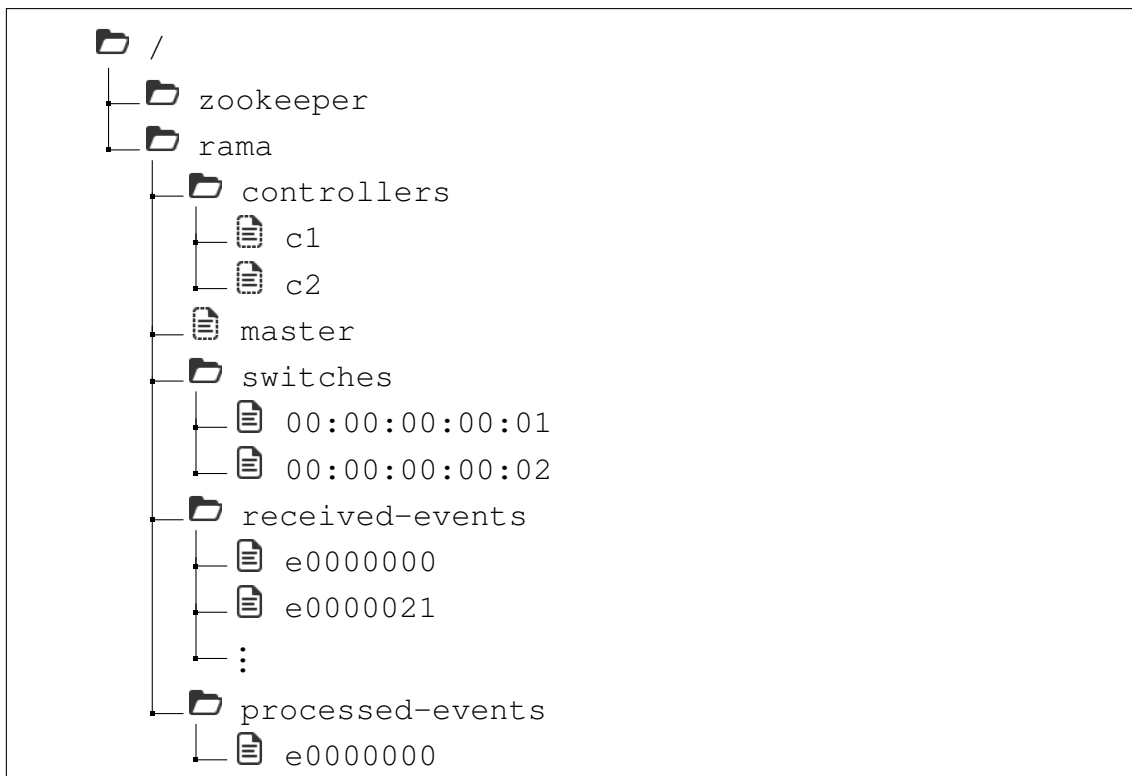 /
zookeeper
rama
controllers
c1
c2
master
switches
00:00:00:00:01
00:00:00:00:02
received-events
e0000000
e0000021
⋮
processed-events
e0000000